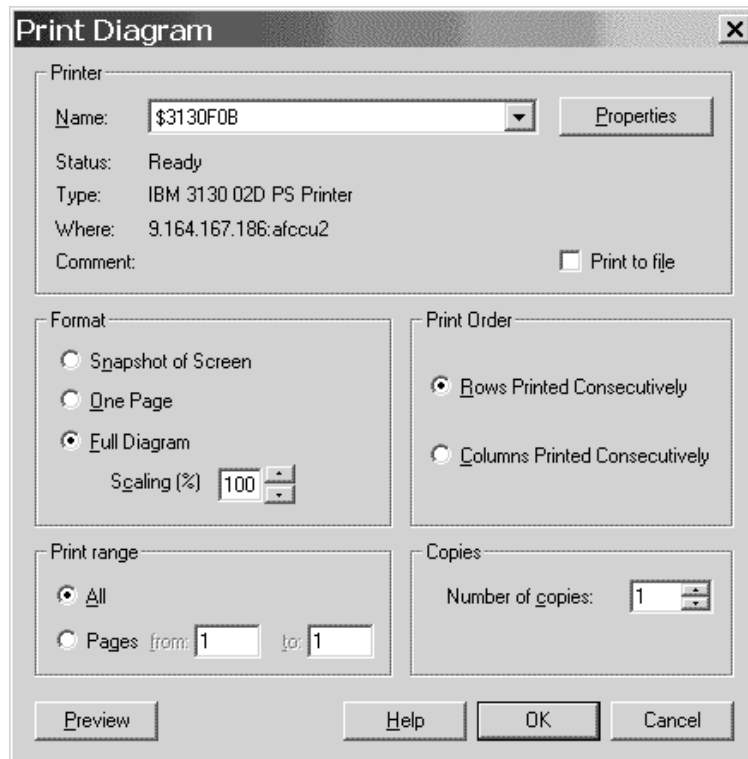 Print Diagram
Printer
Name: $3130F0B Properties
Status: Ready
Type: IBM 3130 02D PS Printer
Where: 9.164.167.186:afccu2
Comment: Print to file
Format
Snapshot of Screen
One Page
Full Diagram
Scaling (%) 100
Print Order
Rows Printed Consecutively
Columns Printed Consecutively
Print range
All
Pages from: 1 to: 1
Copies
Number of copies: 1
Preview Help OK Cancel